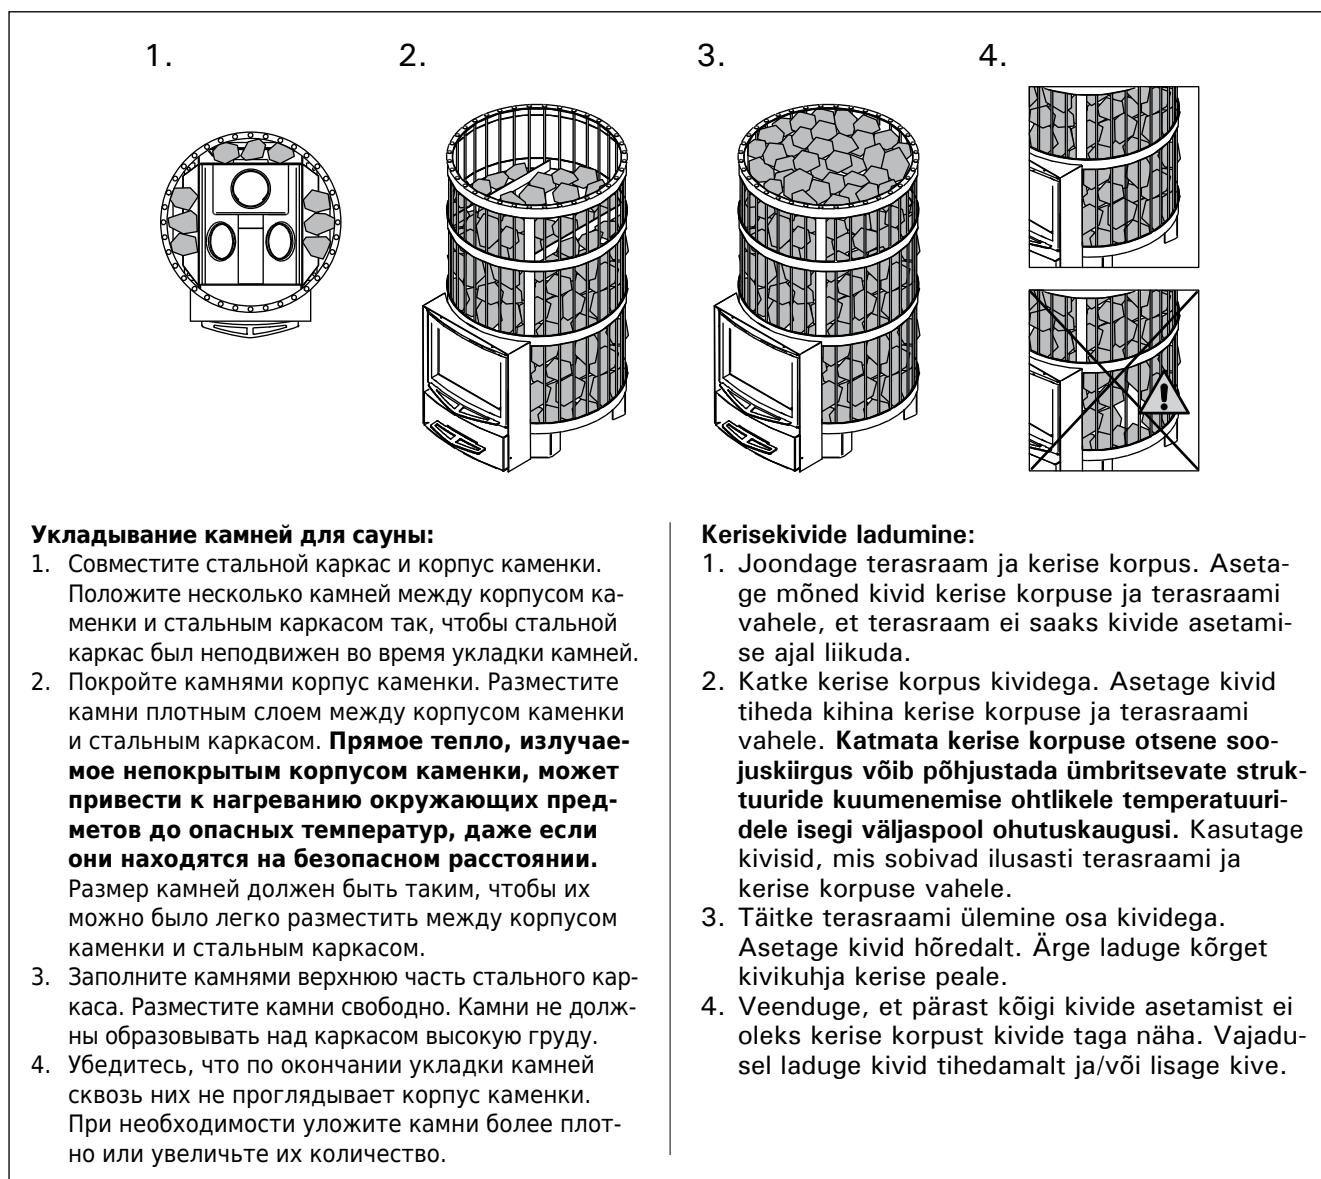 1.
2.
3.
4.
Укладывание камней для сауны:
1. Совместите стальной каркас и корпус каменки.
Положите несколько камней между корпусом ка-
менки и стальным каркасом так, чтобы стальной
каркас был неподвижен во время укладки камней.
2. Покройте камнями корпус каменки. Разместите
камни плотным слоем между корпусом каменки
и стальным каркасом. Прямое тепло, излучае-
мое непокрытым корпусом каменки, может
привести к нагреванию окружающих пред-
метов до опасных температур, даже если
они находятся на безопасном расстоянии.
Размер камней должен быть таким, чтобы их
можно было легко разместить между корпусом
каменки и стальным каркасом.
3. Заполните камнями верхнюю часть стального кар-
каса. Разместите камни свободно. Камни не долж-
ны образовывать над каркасом высокую груду.
4. Убедитесь, что по окончании укладки камней
сквозь них не проглядывает корпус каменки.
При необходимости уложите камни более плот-
но или увеличьте их количество.
Kerisekivide ladumine:
1. Joondage terasraam ja kerise korpus. Aseta-
ge mõned kivid kerise korpuse ja terasraami
vahele, et terasraam ei saaks kivide asetami-
se ajal liikuda.
2. Katke kerise korpus kividega. Asetage kivid
tiheda kihina kerise korpuse ja terasraami
vahele. Katmata kerise korpuse otsene soo-
juskiirgus võib põhjustada ümbritsevate struk-
tuuride kuumenemise ohtlikele temperatuuri-
dele isegi väljaspool ohutuskaugusi. Kasutage
kivisid, mis sobivad ilusasti terasraami ja
kerise korpuse vahele.
3. Täitke terasraami ülemine osa kividega.
Asetage kivid hõredalt. Ärge laduge kõrget
kivikuhja kerise peale.
4. Veenduge, et pärast kõigi kivide asetamist ei
oleks kerise korpust kivide taga näha. Vajadu-
sel laduge kivid tihedamalt ja/või lisage kive.